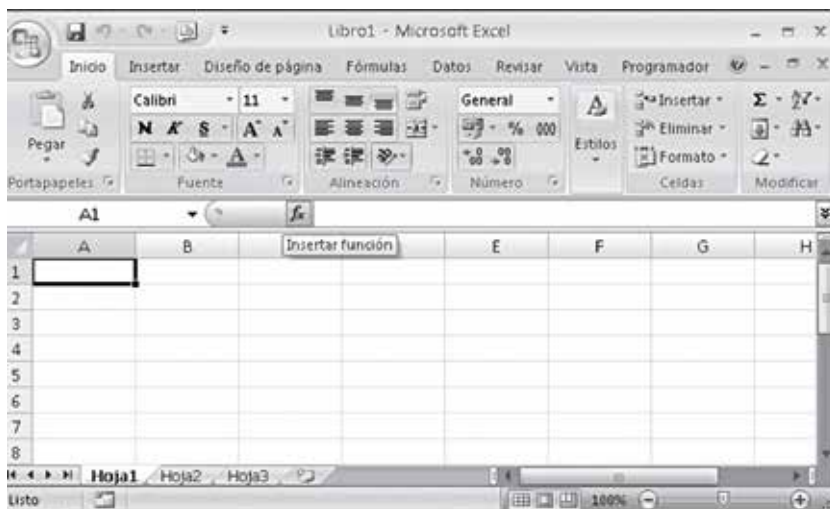 Libro1 - Microsoft Excel
Inicio Insertar Diseño de página Fórmulas Datos Revisar Vista Programador
Calibri 11 General Insertar Σ
N K S A A % 000 Eliminar
Pegar Estilos Formato
Portapapeles Fuente Alineación Número Celdas Modificar
A1 fx
Insertar función
A B E F G H
1
2
3
4
5
6
7
8
Hoja1 Hoja2 Hoja3
Listo 100%